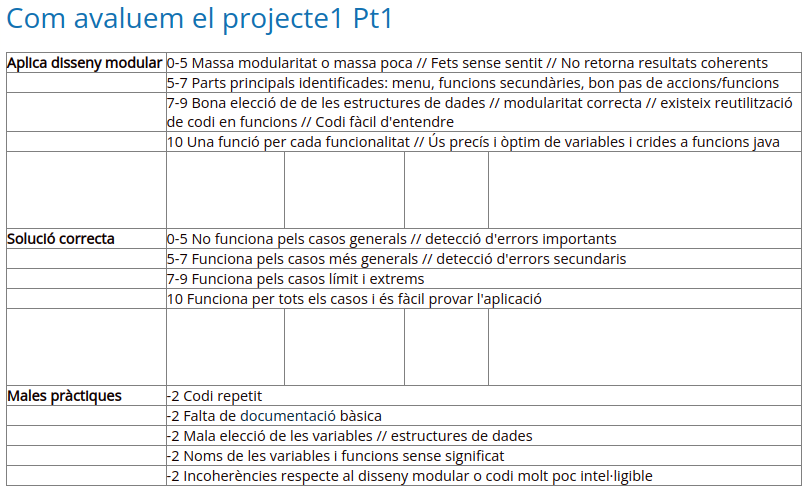 Com avaluem el projecte1 Pt1
Aplica disseny modular
0-5 Massa modularitat o massa poca // Fets sense sentit // No retorna resultats coherents
5-7 Parts principals identificades: menu, funcions secundàries, bon pas de accions/funcions
7-9 Bona elecció de de les estructures de dades // modularitat correcta // existeix reutilització
de codi en funcions // Codi fàcil d'entendre
10 Una funció per cada funcionalitat // Ús precís i òptim de variables i crides a funcions java
Solució correcta
0-5 No funciona pels casos generals // detecció d'errors importants
5-7 Funciona pels casos més generals // detecció d'errors secundaris
7-9 Funciona pels casos límit i extrems
10 Funciona per tots els casos i és fàcil provar l'aplicació
Males pràctiques
-2 Codi repetit
-2 Falta de documentació bàsica
-2 Mala elecció de les variables // estructures de dades
-2 Noms de les variables i funcions sense significat
-2 Incoherències respecte al disseny modular o codi molt poc intel·ligible